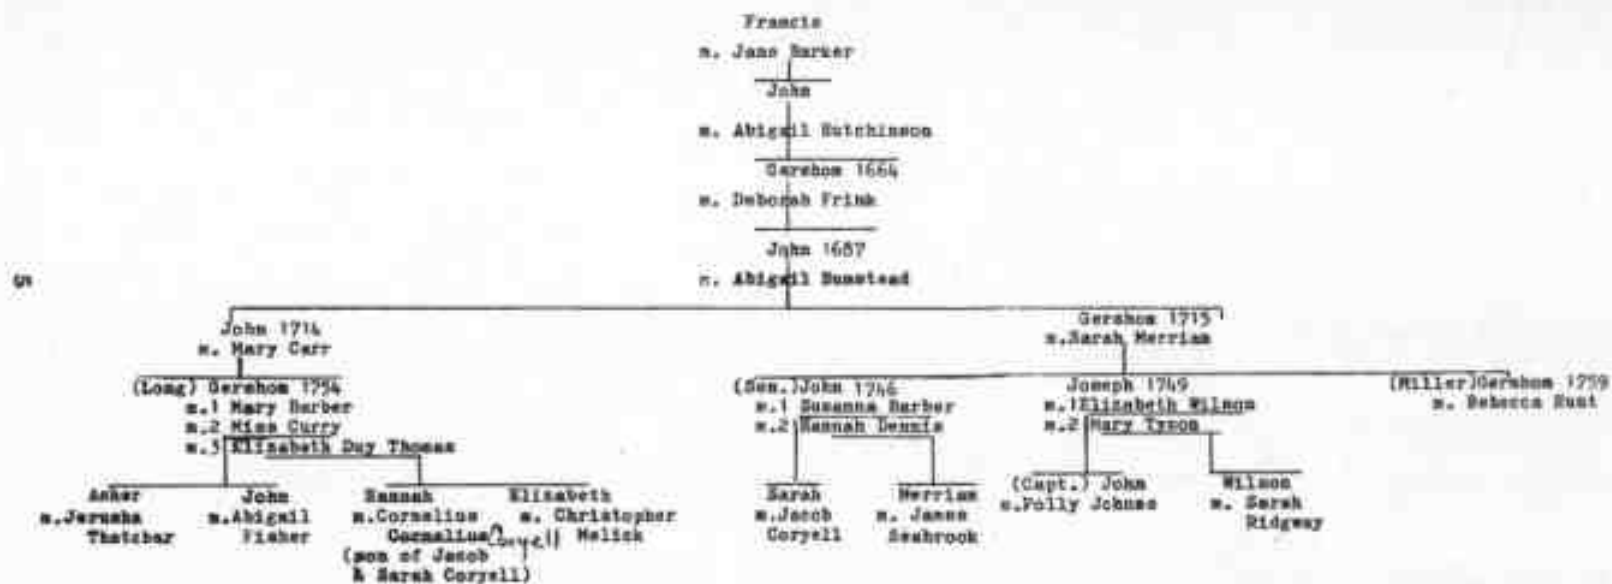 Francis
m. Jane Barker
John
m. Abigail Hutchinson
Gershom 1664
m. Deborah Frink
John 1687
m. Abigail Bumstead
5
John 1714
m. Mary Carr
Gershom 1715
m. Sarah Merriam
(Long) Gershom 1754
m.1 Mary Barber
m.2 Miss Curry
m.3 Elizabeth Duy Thomas
(Sen.) John 1746
m.1 Susanna Barber
m.2 Hannah Dennis
Joseph 1749
m.1 Elizabeth Wilson
m.2 Mary Tyson
(Miller) Gershom 1759
m. Rebecca Hunt
Asher
m. Jerusha
Thatcher
John
m. Abigail
Fisher
Hannah
m. Cornelius
Cornelius Coryell
(son of Jacob
& Sarah Coryell)
Elizabeth
m. Christopher
Melick
Sarah
m. Jacob
Coryell
Merriam
m. James
Seabrook
(Capt.) John
m. Polly
Wilson
m. Sarah
Ridgway